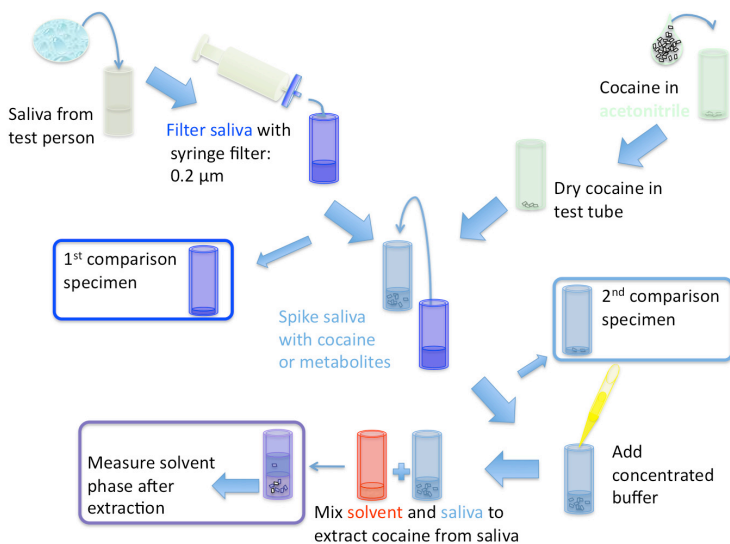 Saliva from
test person
Filter saliva with
syringe filter:
0.2 µm
Cocaine in
acetonitrile
Dry cocaine in
test tube
1st comparison
specimen
Spike saliva
with cocaine
or metabolites
2nd comparison
specimen
Add
concentrated
buffer
Mix solvent and saliva to
extract cocaine from saliva
Measure solvent
phase after
extraction